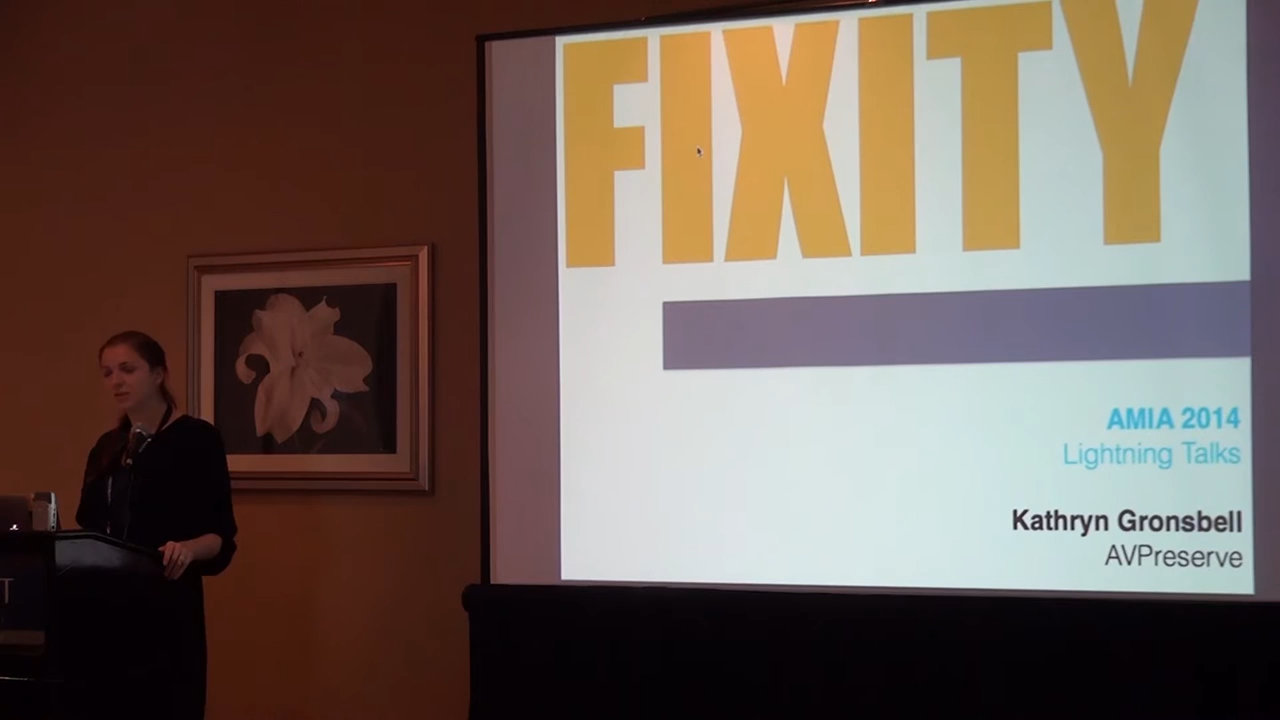 FIXITY
AMIA 2014
Lightning Talks
Kathryn Gronsbell
AVPreserve
T